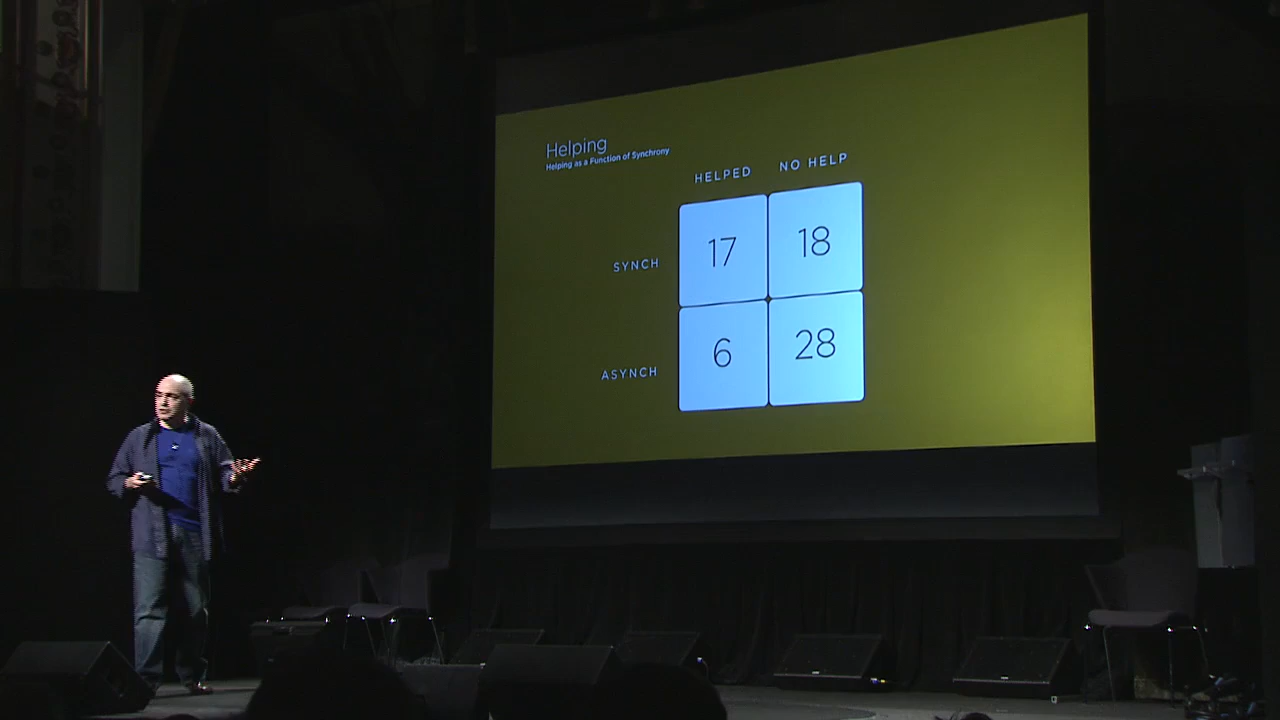 Helping
Helping as a Function of Synchrony
HELPED NO HELP
SYNCH 17 18
ASYNCH 6 28